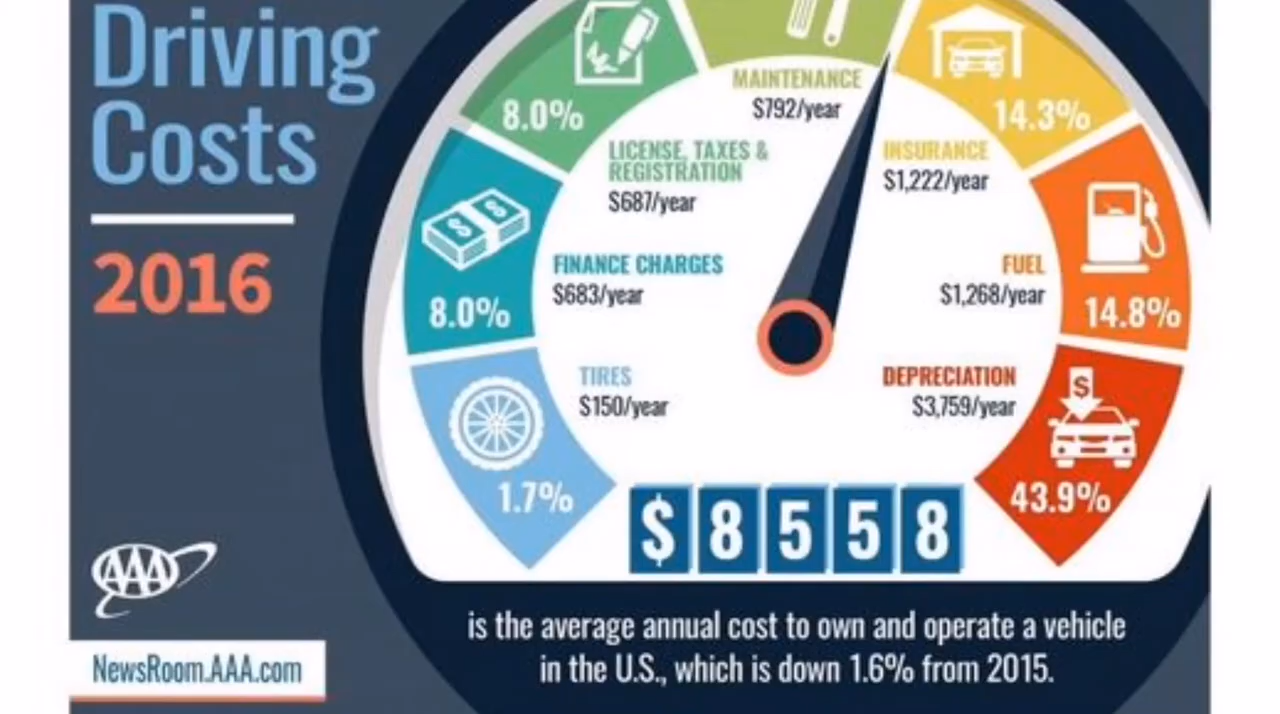 Driving
Costs
2016
8.0%
MAINTENANCE
$792/year
14.3%
LICENSE, TAXES &
REGISTRATION
$687/year
INSURANCE
$1,222/year
$ $
8.0%
FINANCE CHARGES
$683/year
FUEL
$1,268/year
14.8%
TIRES
$150/year
1.7%
DEPRECIATION
$3,759/year
$
43.9%
$8558
AAA
NewsRoom.AAA.com
is the average annual cost to own and operate a vehicle
in the U.S., which is down 1.6% from 2015.